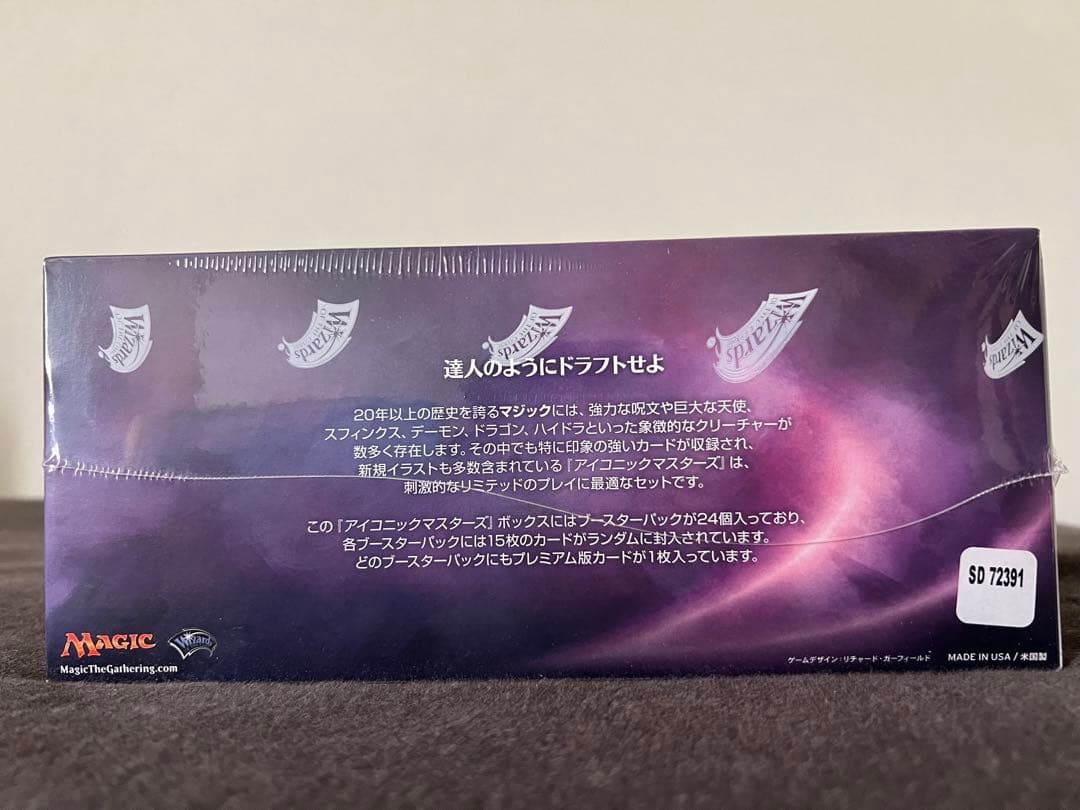 Wizards
Wizards
Wizards
Wizards
Wizards
達人のようにドラフトせよ
20年以上の歴史を誇るマジックには、強力な呪文や巨大な天使、
スフィンクス、デーモン、ドラゴン、ハイドラといった象徴的なクリーチャーが
数多く存在します。その中でも特に印象の強いカードが収録され、
新規イラストも多数含まれている『アイコニックマスターズ』は、
刺激的なリミテッドのプレイに最適なセットです。
この『アイコニックマスターズ』ボックスにはブースターパックが24個入っており、
各ブースターパックには15枚のカードがランダムに封入されています。
どのブースターパックにもプレミアム版カードが1枚入っています。
SD 72391
MAGIC Wizards
MagicTheGathering.com
ゲームデザイン:リチャード・ガーフィールド MADE IN USA / 米国製